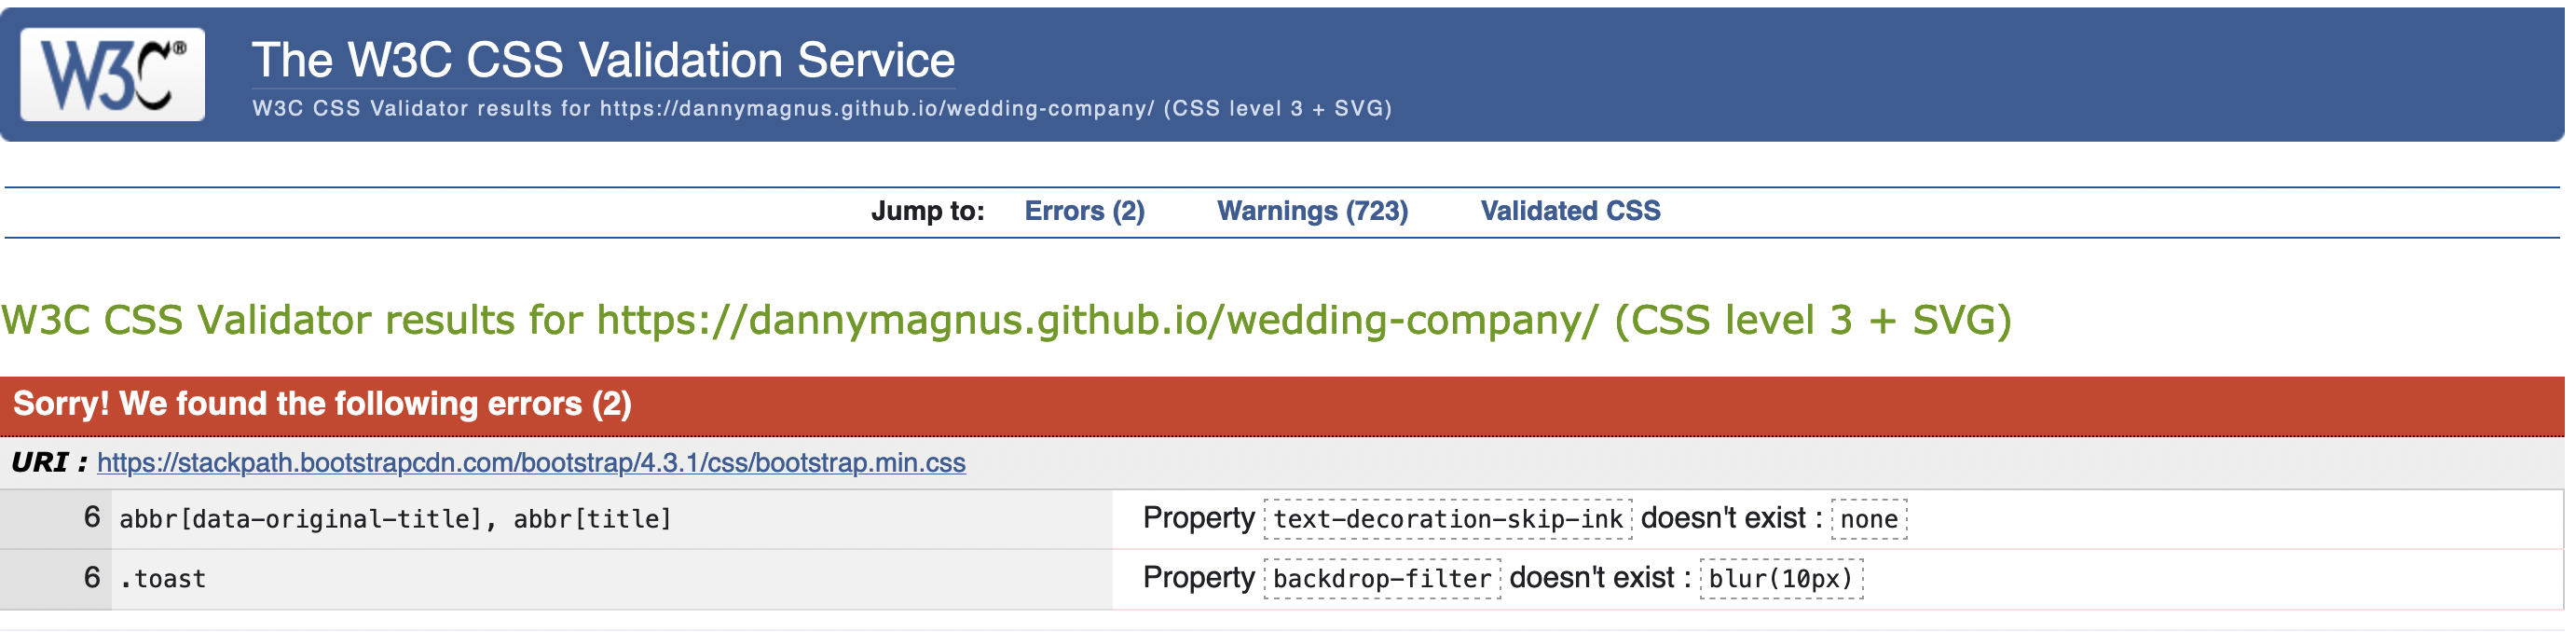 W3C®
The W3C CSS Validation Service
W3C CSS Validator results for https://dannymagnus.github.io/wedding-company/ (CSS level 3 + SVG)
Jump to: Errors (2) Warnings (723) Validated CSS
W3C CSS Validator results for https://dannymagnus.github.io/wedding-company/ (CSS level 3 + SVG)
Sorry! We found the following errors (2)
URI : https://stackpath.bootstrapcdn.com/bootstrap/4.3.1/css/bootstrap.min.css
6 abbr[data-original-title], abbr[title] Property text-decoration-skip-ink doesn't exist : none
6 .toast Property backdrop-filter doesn't exist : blur(10px)